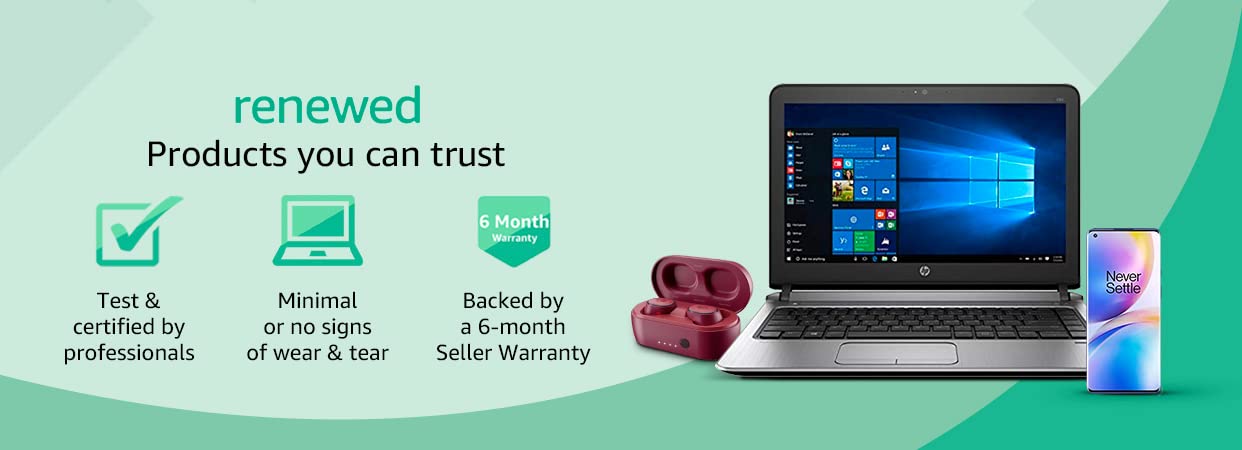 renewed
Products you can trust
6 Month
Warranty
Test &
certified by
professionals
Minimal
or no signs
of wear & tear
Backed by
a 6-month
Seller Warranty
hp
Never
Settle